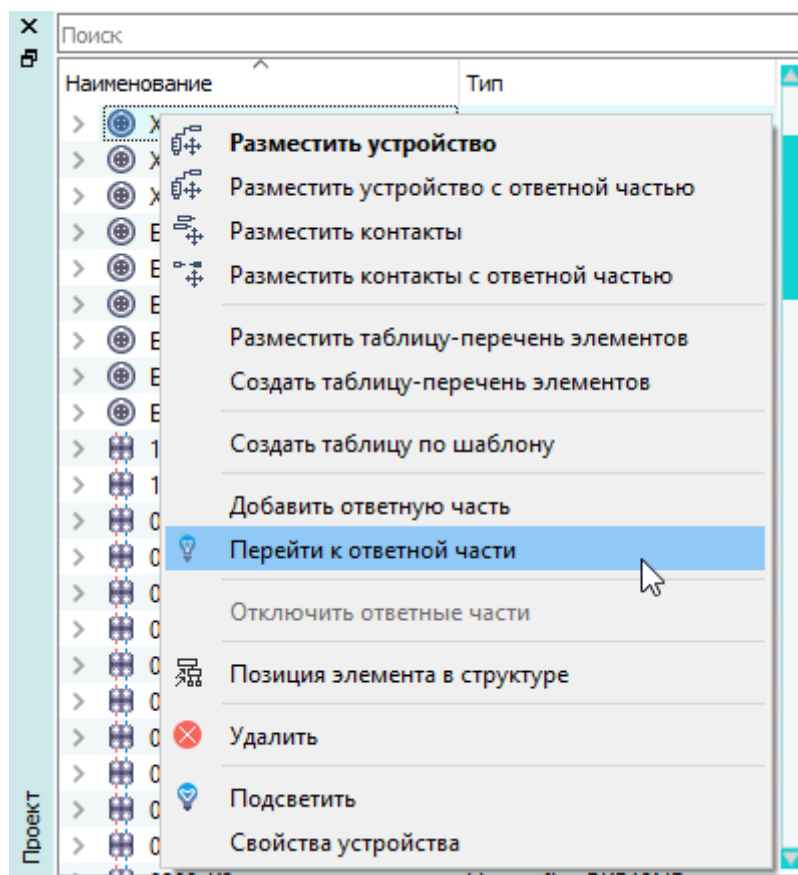 Поиск
Наименование
Тип
X
X
X
Разместить устройство
Разместить устройство с ответной частью
Разместить контакты
Разместить контакты с ответной частью
Разместить таблицу-перечень элементов
Создать таблицу-перечень элементов
Создать таблицу по шаблону
Добавить ответную часть
Перейти к ответной части
Отключить ответные части
Позиция элемента в структуре
Удалить
Подсветить
Свойства устройства
Проект